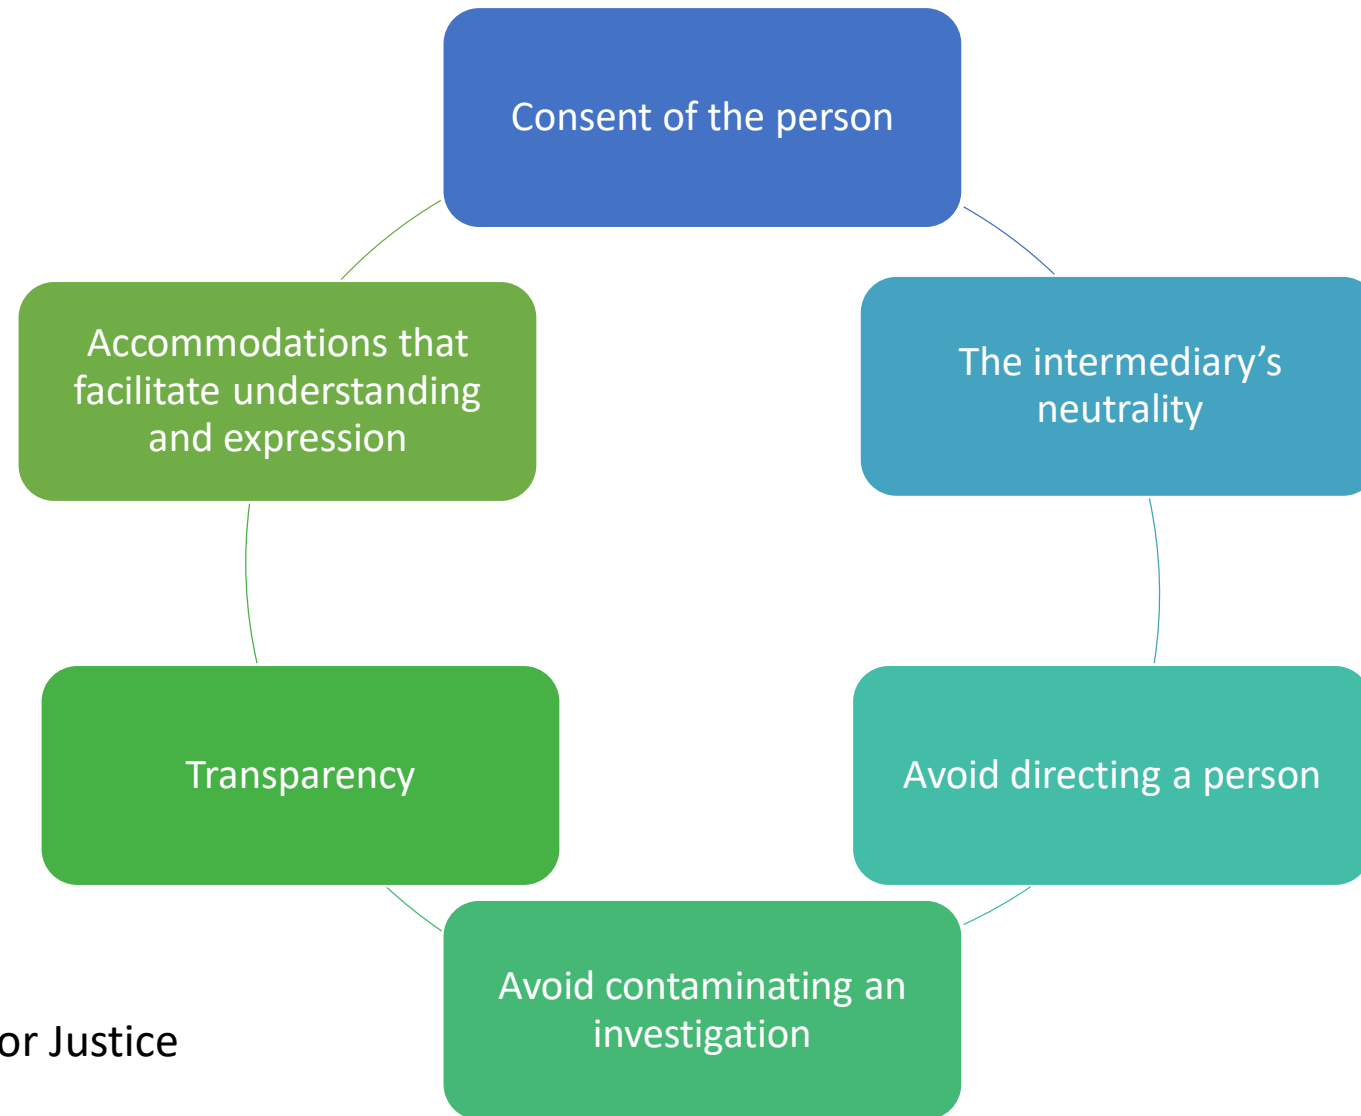 Consent of the person
Accommodations that
facilitate understanding
and expression
The intermediary’s
neutrality
Transparency
Avoid directing a person
Avoid contaminating an
investigation
or Justice